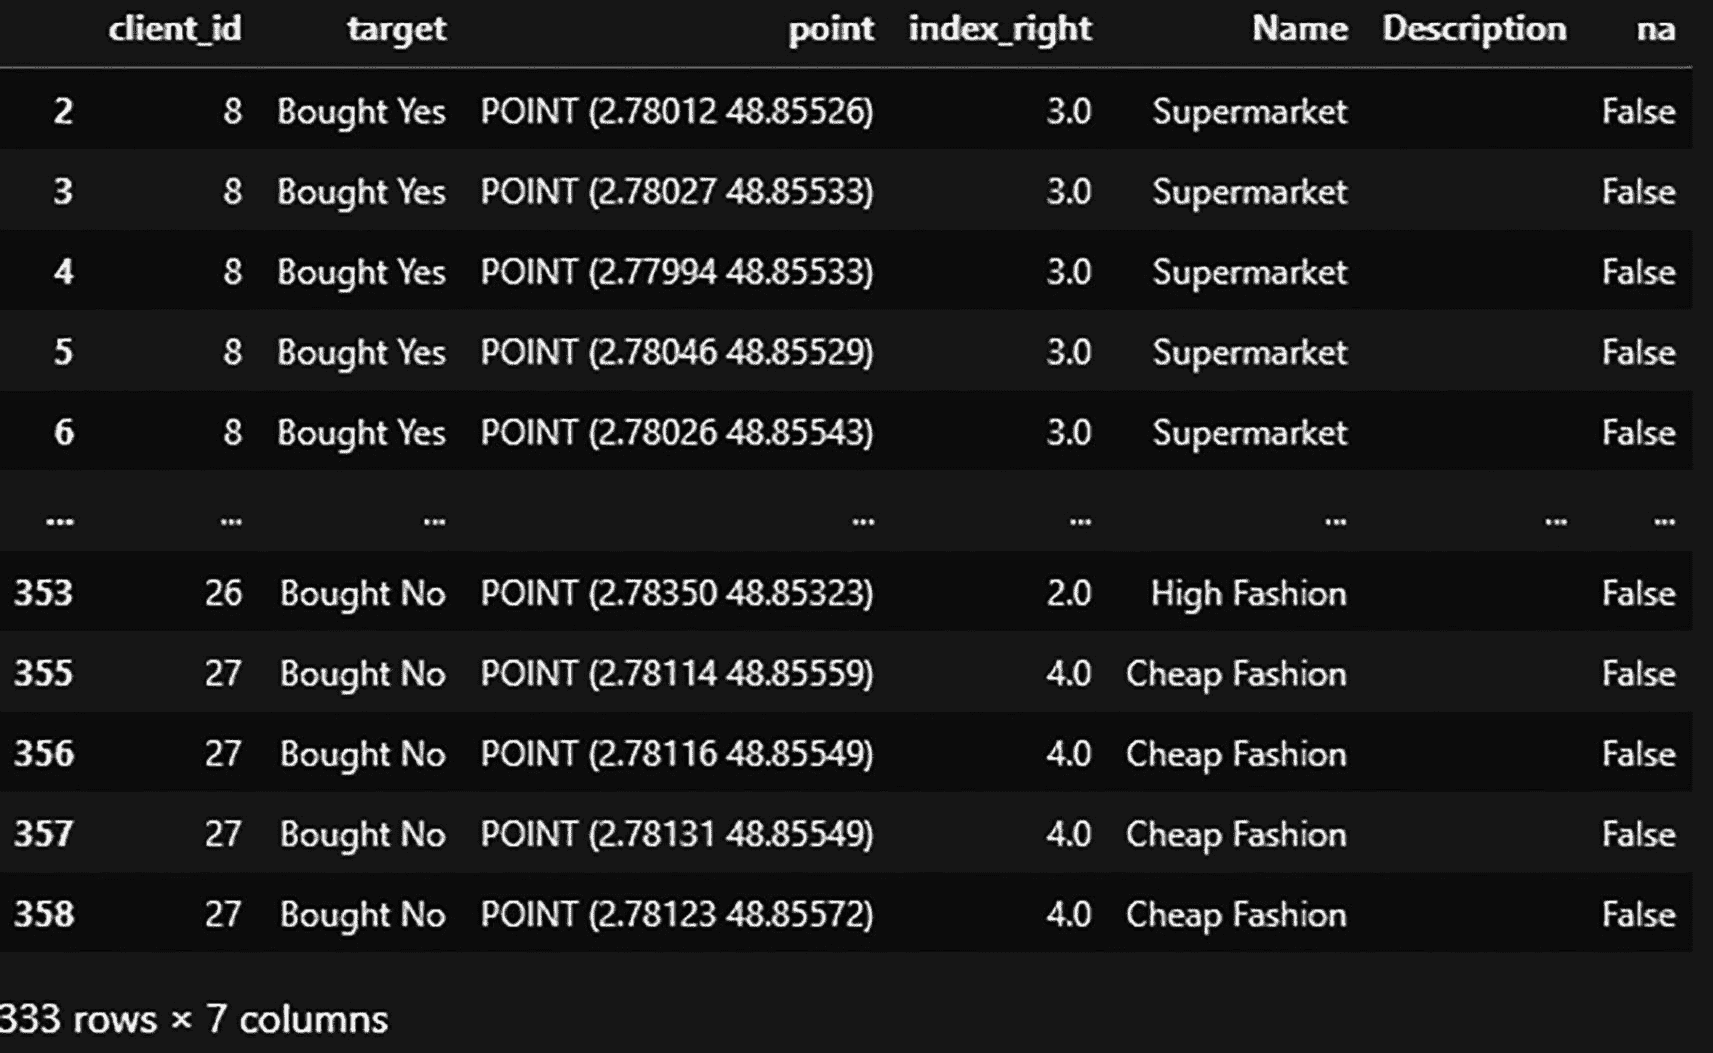 client_id target point index_right Name Description na
2 8 Bought Yes POINT (2.78012 48.85526) 3.0 Supermarket False
3 8 Bought Yes POINT (2.78027 48.85533) 3.0 Supermarket False
4 8 Bought Yes POINT (2.77994 48.85533) 3.0 Supermarket False
5 8 Bought Yes POINT (2.78046 48.85529) 3.0 Supermarket False
6 8 Bought Yes POINT (2.78026 48.85543) 3.0 Supermarket False
... ... ... ... ... ... ... ...
353 26 Bought No POINT (2.78350 48.85323) 2.0 High Fashion False
355 27 Bought No POINT (2.78114 48.85559) 4.0 Cheap Fashion False
356 27 Bought No POINT (2.78116 48.85549) 4.0 Cheap Fashion False
357 27 Bought No POINT (2.78131 48.85549) 4.0 Cheap Fashion False
358 27 Bought No POINT (2.78123 48.85572) 4.0 Cheap Fashion False
333 rows × 7 columns